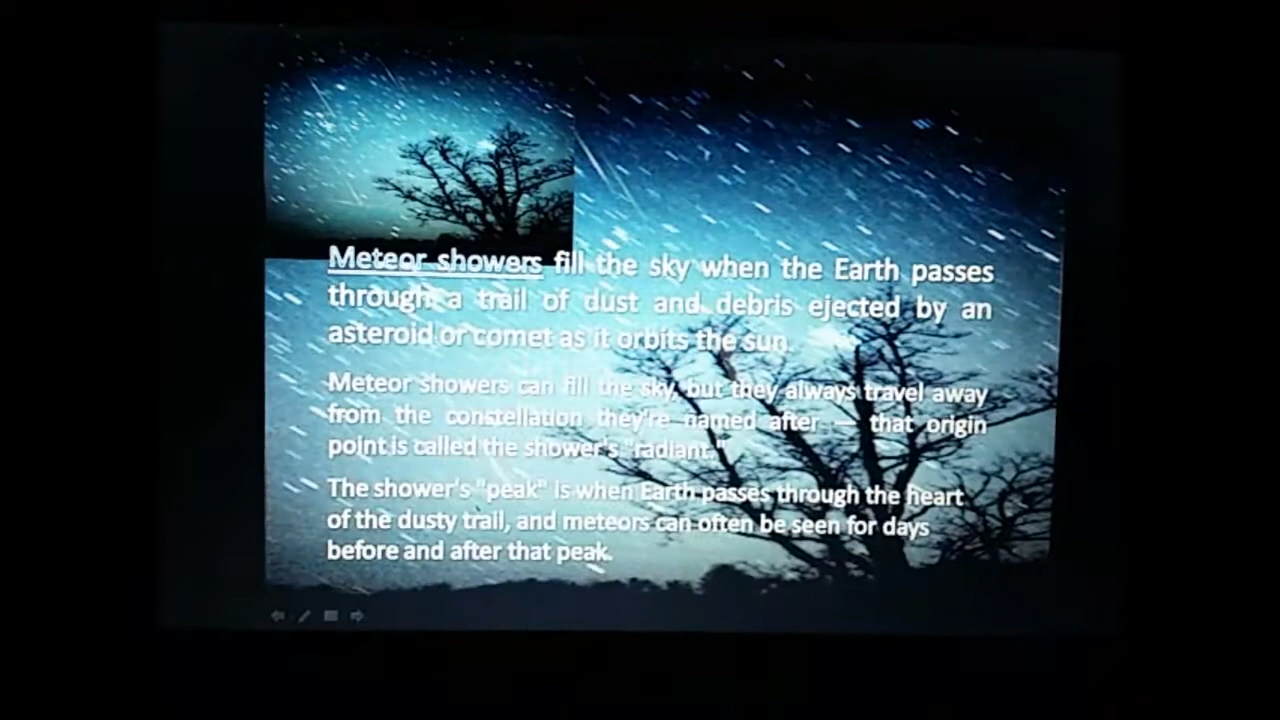 Meteor showers fill the sky when the Earth passes
through a trail of dust and debris ejected by an
asteroid or comet as it orbits the sun.
Meteor showers can fill the sky, but they always travel away
from the constellation they're named after — that origin
point is called the shower's "radiant."
The shower's "peak" is when Earth passes through the heart
of the dusty trail, and meteors can often be seen for days
before and after that peak.